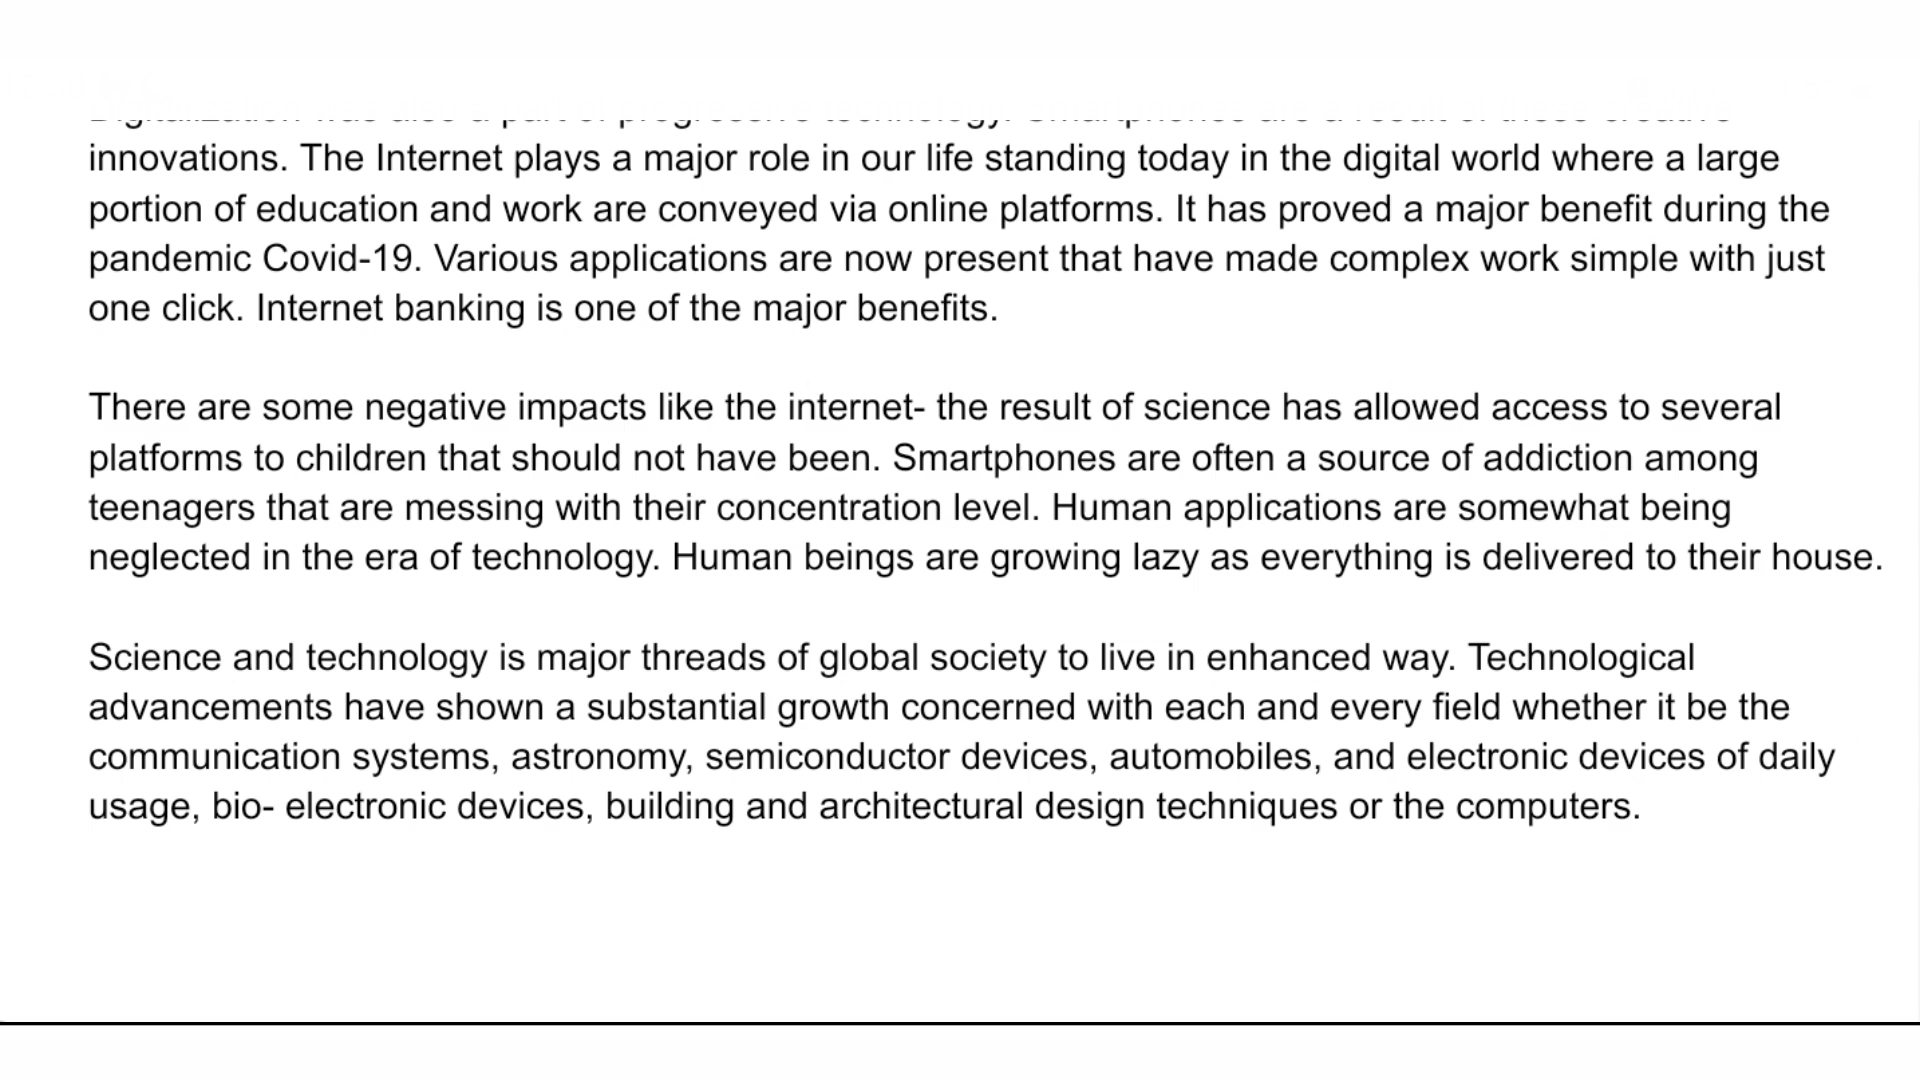 innovations. The Internet plays a major role in our life standing today in the digital world where a large
portion of education and work are conveyed via online platforms. It has proved a major benefit during the
pandemic Covid-19. Various applications are now present that have made complex work simple with just
one click. Internet banking is one of the major benefits.
There are some negative impacts like the internet- the result of science has allowed access to several
platforms to children that should not have been. Smartphones are often a source of addiction among
teenagers that are messing with their concentration level. Human applications are somewhat being
neglected in the era of technology. Human beings are growing lazy as everything is delivered to their house.
Science and technology is major threads of global society to live in enhanced way. Technological
advancements have shown a substantial growth concerned with each and every field whether it be the
communication systems, astronomy, semiconductor devices, automobiles, and electronic devices of daily
usage, bio- electronic devices, building and architectural design techniques or the computers.